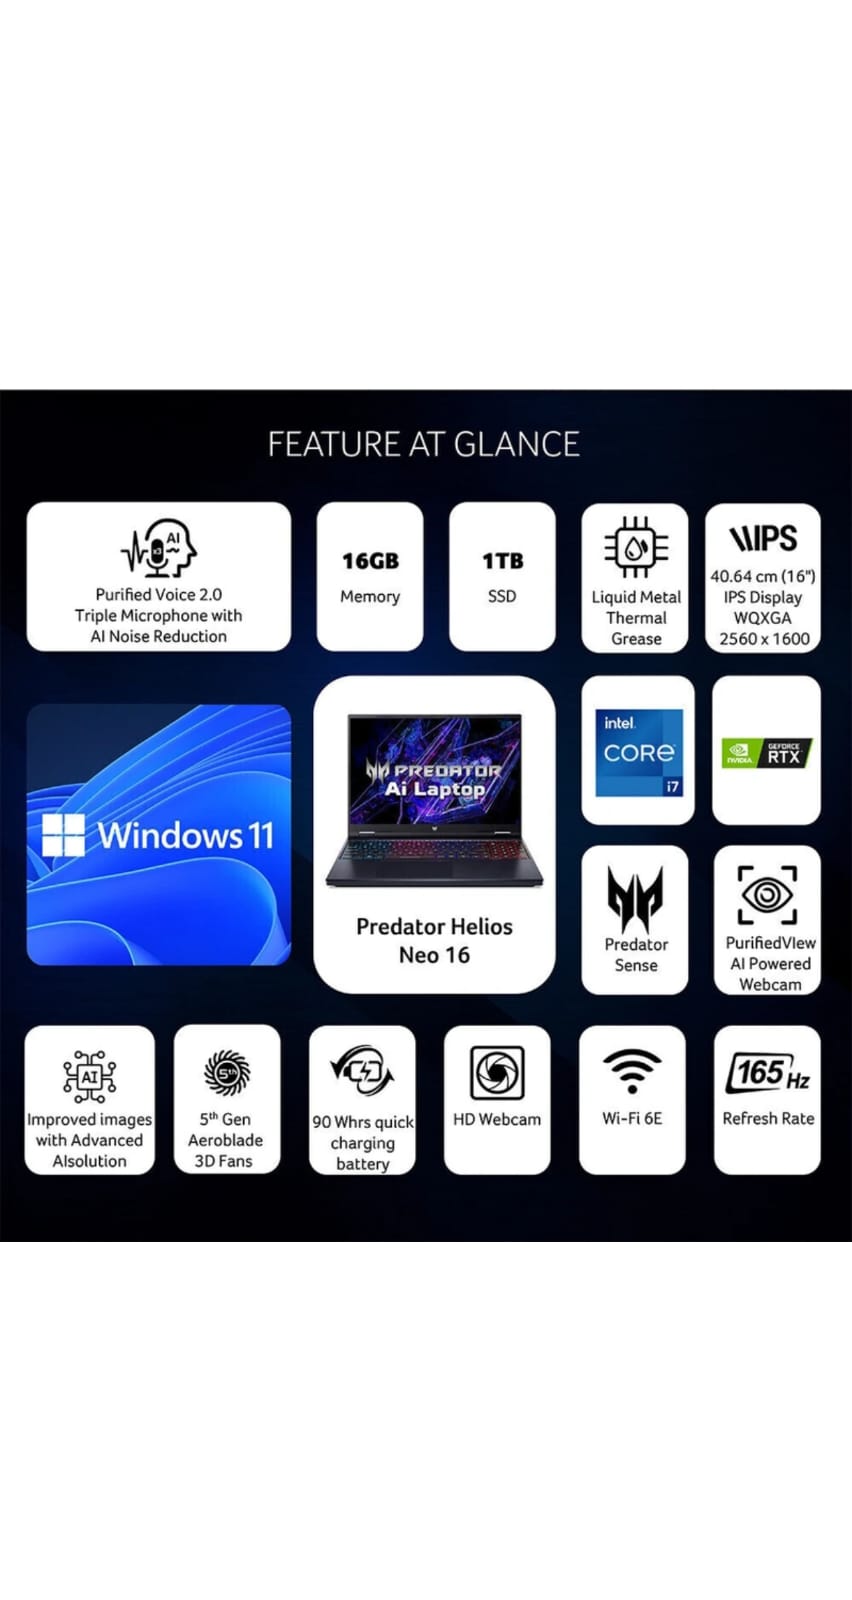 FEATURE AT GLANCE
AI
x3
Purified Voice 2.0
Triple Microphone with
AI Noise Reduction
16GB
Memory
1TB
SSD
Liquid Metal
Thermal
Grease
IPS
40.64 cm (16")
IPS Display
WQXGA
2560 x 1600
Windows 11
PREDATOR
Ai Laptop
Predator Helios
Neo 16
intel.
CORE
i7
NVIDIA
GEFORCE
RTX
Predator
Sense
PurifiedVIew
AI Powered
Webcam
AI
Improved images
with Advanced
AIsolution
5th
5th Gen
Aeroblade
3D Fans
90 Whrs quick
charging
battery
HD Webcam
Wi-Fi 6E
165 Hz
Refresh Rate